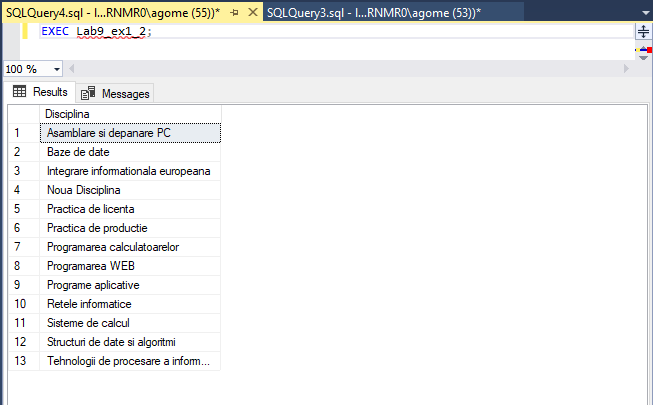 SQLQuery4.sql - I...RNMR0\agome (55))* SQLQuery3.sql - I...RNMR0\agome (53))*
EXEC Lab9_ex1_2;
100 %
Results Messages
Disciplina
1 Asamblare si depanare PC
2 Baze de date
3 Integrare informationala europeana
4 Noua Disciplina
5 Practica de licenta
6 Practica de productie
7 Programarea calculatoarelor
8 Programarea WEB
9 Programe aplicative
10 Retele informatice
11 Sisteme de calcul
12 Structuri de date si algoritmi
13 Tehnologii de procesare a inform...